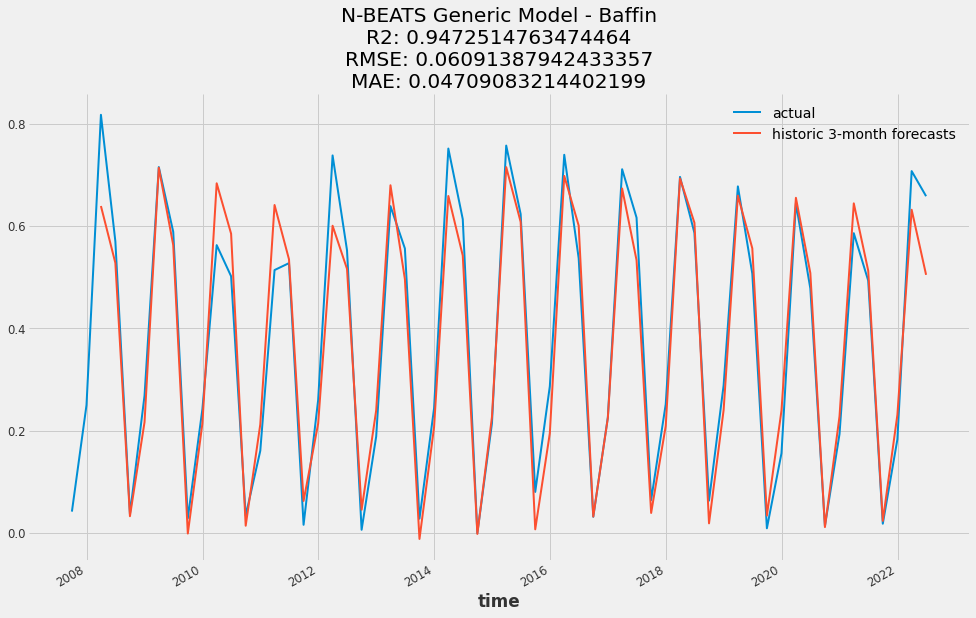 N-BEATS Generic Model - Baffin
R2: 0.9472514763474464
RMSE: 0.06091387942433357
MAE: 0.04709083214402199
actual
historic 3-month forecasts
0.8
0.6
0.4
0.2
0.0
2008
2010
2012
2014
2016
2018
2020
2022
time